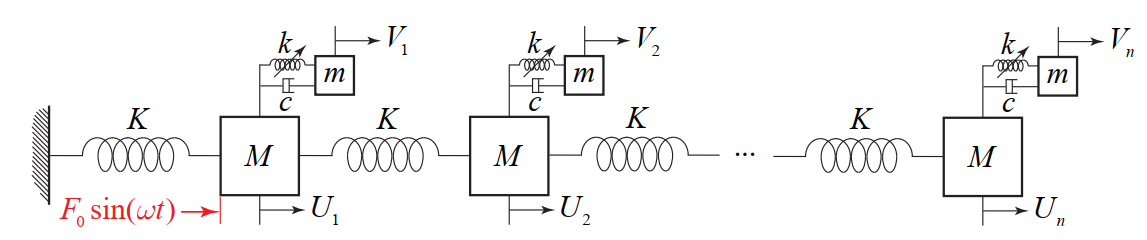 k m V₁ k m V₂ k m Vₙ
c c c
K K K K
M M ... M
F₀ sin(ωt) U₁ U₂ Uₙ